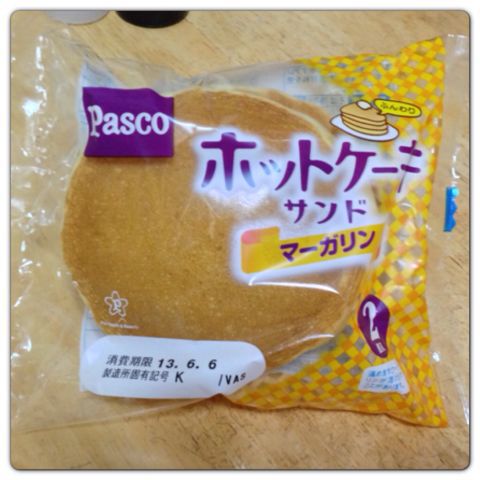 Pasco
ふんわり
ホットケーキ
サンド
マーガリン
2
消費期限 13.6.6
製造所固有記号 K /VAS